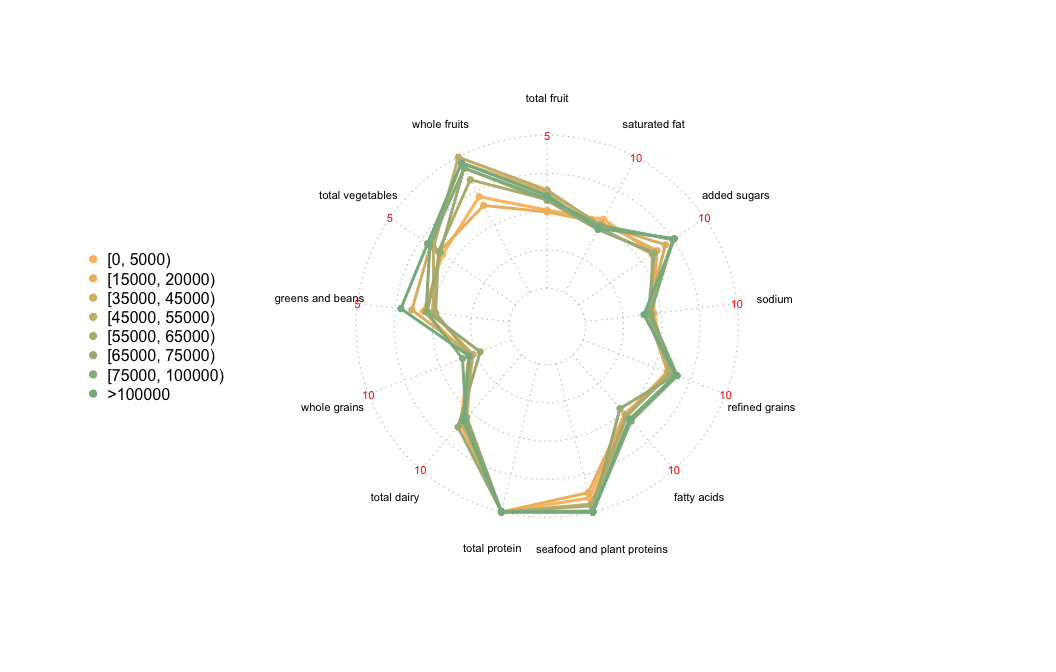 total fruit
whole fruits
saturated fat
5
10
total vegetables
added sugars
5
10
[0, 5000)
[15000, 20000)
[35000, 45000)
[45000, 55000)
[55000, 65000)
[65000, 75000)
[75000, 100000)
>100000
greens and beans
5
10
sodium
10
10
whole grains
refined grains
10
10
total dairy
fatty acids
total protein
seafood and plant proteins